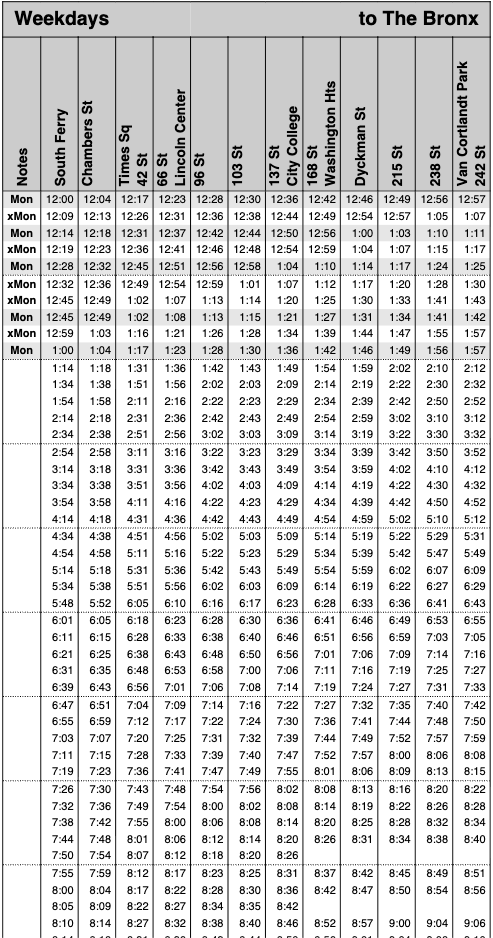 Weekdays to The Bronx
Notes South Ferry Chambers St Times Sq 42 St 66 St Lincoln Center 96 St 103 St 137 St City College 168 St Washington Hts Dyckman St 215 St 238 St Van Cortlandt Park 242 St
Mon 12:00 12:04 12:17 12:23 12:28 12:30 12:36 12:42 12:46 12:49 12:56 12:57
xMon 12:09 12:13 12:26 12:31 12:36 12:38 12:44 12:49 12:54 12:57 1:05 1:07
Mon 12:14 12:18 12:31 12:37 12:42 12:44 12:50 12:56 1:00 1:03 1:10 1:11
xMon 12:19 12:23 12:36 12:41 12:46 12:48 12:54 12:59 1:04 1:07 1:15 1:17
Mon 12:28 12:32 12:45 12:51 12:56 12:58 1:04 1:10 1:14 1:17 1:24 1:25
xMon 12:32 12:36 12:49 12:54 12:59 1:01 1:07 1:12 1:17 1:20 1:28 1:30
xMon 12:45 12:49 1:02 1:07 1:13 1:14 1:20 1:25 1:30 1:33 1:41 1:43
Mon 12:45 12:49 1:02 1:08 1:13 1:15 1:21 1:27 1:31 1:34 1:41 1:42
xMon 12:59 1:03 1:16 1:21 1:26 1:28 1:34 1:39 1:44 1:47 1:55 1:57
Mon 1:00 1:04 1:17 1:23 1:28 1:30 1:36 1:42 1:46 1:49 1:56 1:57
1:14 1:18 1:31 1:36 1:42 1:43 1:49 1:54 1:59 2:02 2:10 2:12
1:34 1:38 1:51 1:56 2:02 2:03 2:09 2:14 2:19 2:22 2:30 2:32
1:54 1:58 2:11 2:16 2:22 2:23 2:29 2:34 2:39 2:42 2:50 2:52
2:14 2:18 2:31 2:36 2:42 2:43 2:49 2:54 2:59 3:02 3:10 3:12
2:34 2:38 2:51 2:56 3:02 3:03 3:09 3:14 3:19 3:22 3:30 3:32
2:54 2:58 3:11 3:16 3:22 3:23 3:29 3:34 3:39 3:42 3:50 3:52
3:14 3:18 3:31 3:36 3:42 3:43 3:49 3:54 3:59 4:02 4:10 4:12
3:34 3:38 3:51 3:56 4:02 4:03 4:09 4:14 4:19 4:22 4:30 4:32
3:54 3:58 4:11 4:16 4:22 4:23 4:29 4:34 4:39 4:42 4:50 4:52
4:14 4:18 4:31 4:36 4:42 4:43 4:49 4:54 4:59 5:02 5:10 5:12
4:34 4:38 4:51 4:56 5:02 5:03 5:09 5:14 5:19 5:22 5:29 5:31
4:54 4:58 5:11 5:16 5:22 5:23 5:29 5:34 5:39 5:42 5:47 5:49
5:14 5:18 5:31 5:36 5:42 5:43 5:49 5:54 5:59 6:02 6:07 6:09
5:34 5:38 5:51 5:56 6:02 6:03 6:09 6:14 6:19 6:22 6:27 6:29
5:48 5:52 6:05 6:10 6:16 6:17 6:23 6:28 6:33 6:36 6:41 6:43
6:01 6:05 6:18 6:23 6:28 6:30 6:36 6:41 6:46 6:49 6:53 6:55
6:11 6:15 6:28 6:33 6:38 6:40 6:46 6:51 6:56 6:59 7:03 7:05
6:21 6:25 6:38 6:43 6:48 6:50 6:56 7:01 7:06 7:09 7:14 7:16
6:31 6:35 6:48 6:53 6:58 7:00 7:06 7:11 7:16 7:19 7:25 7:27
6:39 6:43 6:56 7:01 7:06 7:08 7:14 7:19 7:24 7:27 7:31 7:33
6:47 6:51 7:04 7:09 7:14 7:16 7:22 7:27 7:32 7:35 7:40 7:42
6:55 6:59 7:12 7:17 7:22 7:24 7:30 7:36 7:41 7:44 7:48 7:50
7:03 7:07 7:20 7:25 7:31 7:32 7:39 7:44 7:49 7:52 7:57 7:59
7:11 7:15 7:28 7:33 7:39 7:40 7:47 7:52 7:57 8:00 8:06 8:08
7:19 7:23 7:36 7:41 7:47 7:49 7:55 8:01 8:06 8:09 8:13 8:15
7:26 7:30 7:43 7:48 7:54 7:56 8:02 8:08 8:13 8:16 8:20 8:22
7:32 7:36 7:49 7:54 8:00 8:02 8:08 8:14 8:19 8:22 8:26 8:28
7:38 7:42 7:55 8:00 8:06 8:08 8:14 8:20 8:25 8:28 8:32 8:34
7:44 7:48 8:01 8:06 8:12 8:14 8:20 8:26 8:31 8:34 8:38 8:40
7:50 7:54 8:07 8:12 8:18 8:20 8:26
7:55 7:59 8:12 8:17 8:23 8:25 8:31 8:37 8:42 8:45 8:49 8:51
8:00 8:04 8:17 8:22 8:28 8:30 8:36 8:42 8:47 8:50 8:54 8:56
8:05 8:09 8:22 8:27 8:34 8:35 8:42
8:10 8:14 8:27 8:32 8:38 8:40 8:46 8:52 8:57 9:00 9:04 9:06